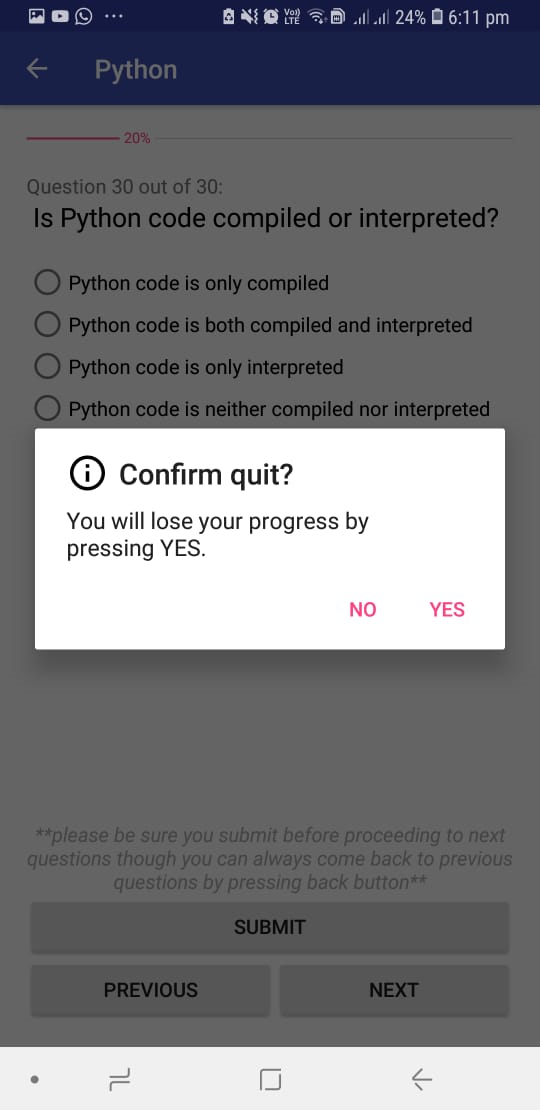 24% 6:11 pm
Python
20%
Question 30 out of 30:
Is Python code compiled or interpreted?
Python code is only compiled
Python code is both compiled and interpreted
Python code is only interpreted
Python code is neither compiled nor interpreted
Confirm quit?
You will lose your progress by
pressing YES.
NO YES
**please be sure you submit before proceeding to next
questions though you can always come back to previous
questions by pressing back button**
SUBMIT
PREVIOUS NEXT